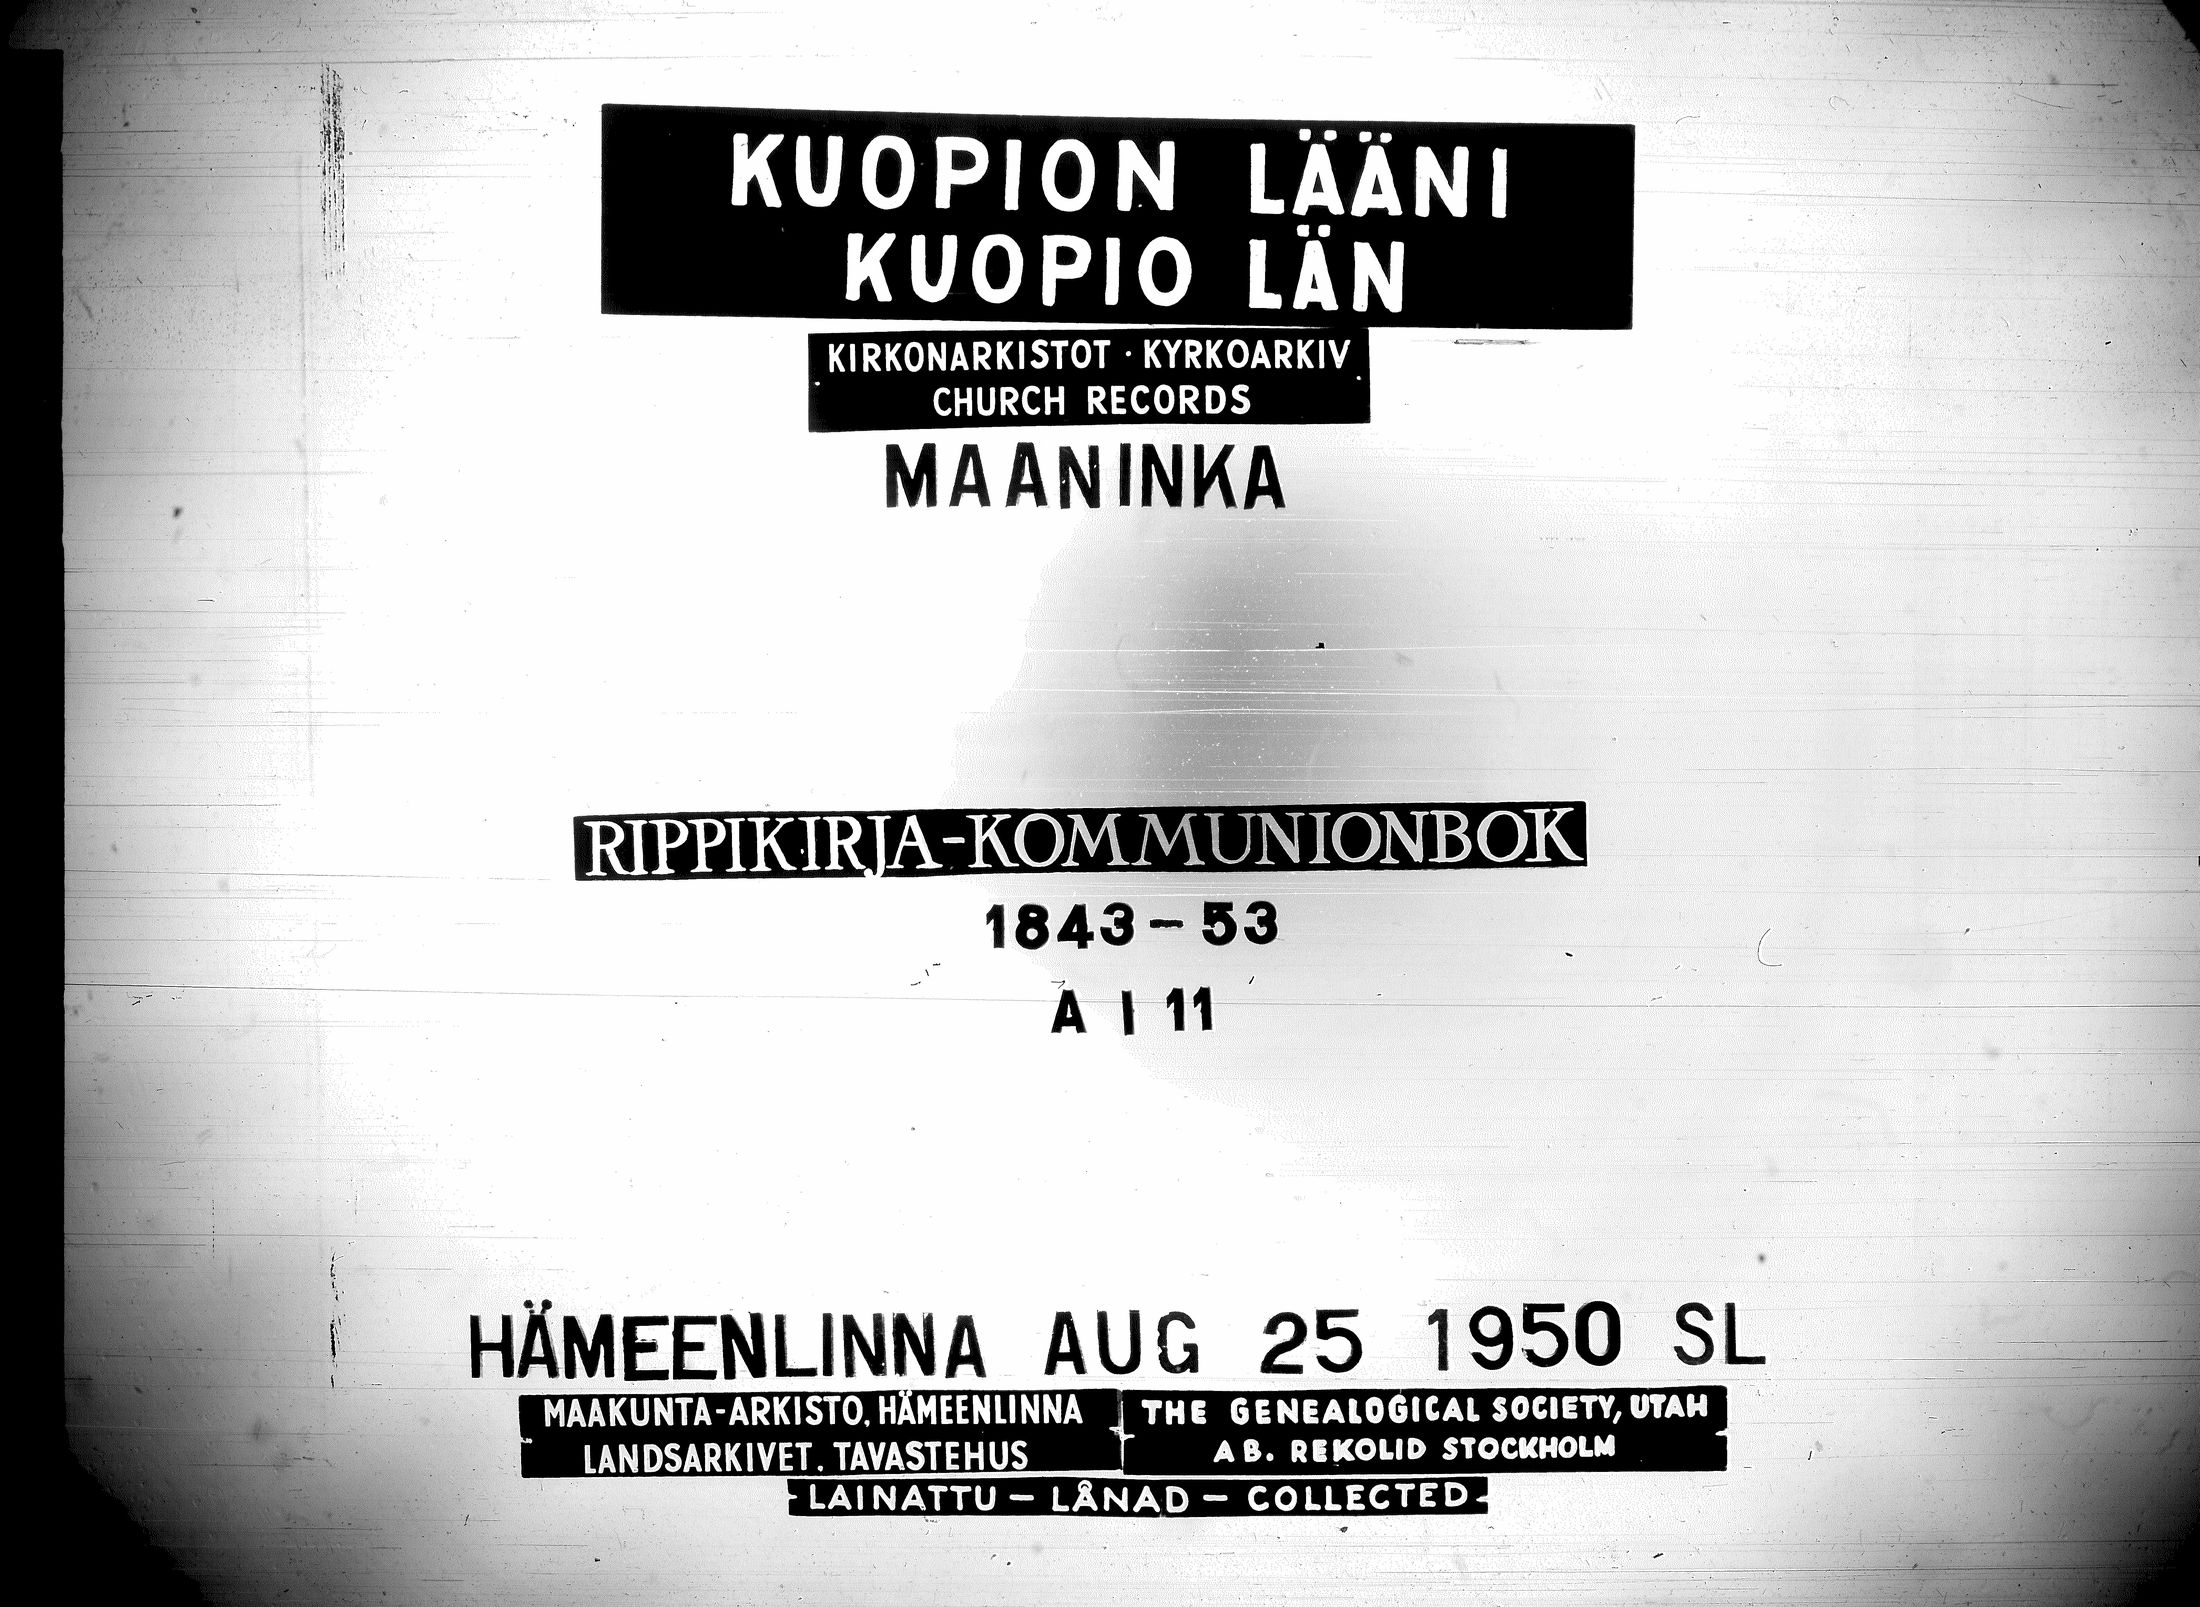 KUOPION LÄÄNI
KUOPIO LÄN
KIRKONARKISTOT · KYRKOARKIV
CHURCH RECORDS
MAANINKA
RIPPIKIRJA-KOMMUNIONBOK
1843-53
A I 11
HÄMEENLINNA AUG 25 1950 SL
MAAKUNTA-ARKISTO, HÄMEENLINNA
LANDSARKIVET, TAVASTEHUS
THE GENEALOGICAL SOCIETY, UTAH
AB. REKOLID STOCKHOLM
LAINATTU - LÅNAD - COLLECTED